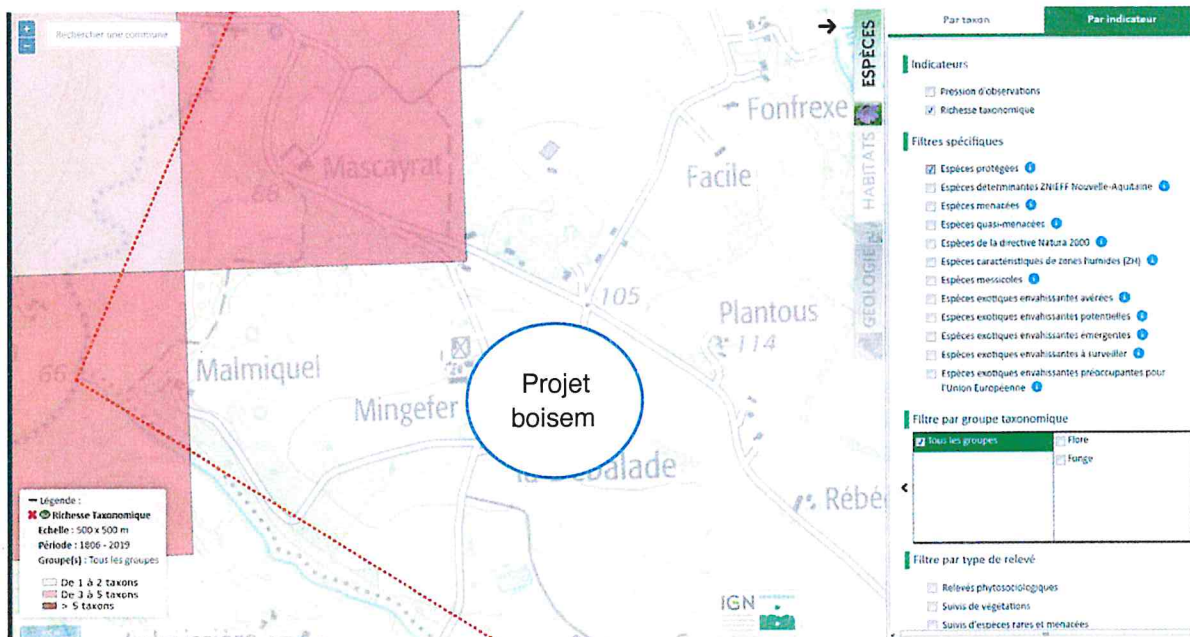 +
−
Rechercher une commune
→
Mascayrat
66
66
Malmiquel
Mingefer
Fonfrexe
Facile
105
Plantous
114
Projet
boisem
Légende :
Richesse Taxonomique
Echelle : 500 x 500 m
Période : 1806 - 2019
Groupe(s) : Tous les groupes
De 1 à 2 taxons
De 3 à 5 taxons
> 5 taxons
IGN
ESPÈCES
HABITATS
GEOLOGIE
Par taxon
Par indicateur
Indicateurs
Pression d'observations
Richesse taxonomique
Filtres spécifiques
Espèces protégées
Espèces déterminantes ZNIEFF Nouvelle-Aquitaine
Espèces menacées
Espèces quasi-menacées
Espèces de la directive Natura 2000
Espèces caractéristiques de zones humides (ZH)
Espèces messicoles
Espèces exotiques envahissantes avérées
Espèces exotiques envahissantes potentielles
Espèces exotiques envahissantes émergentes
Espèces exotiques envahissantes à surveiller
Espèces exotiques envahissantes préoccupantes pour
l'Union Européenne
Filtre par groupe taxonomique
Tous les groupes
Flore
Funge
Filtre par type de relevé
Relevés phytosociologiques
Suivis de végétations
Suivis d'espèces rares et menacées